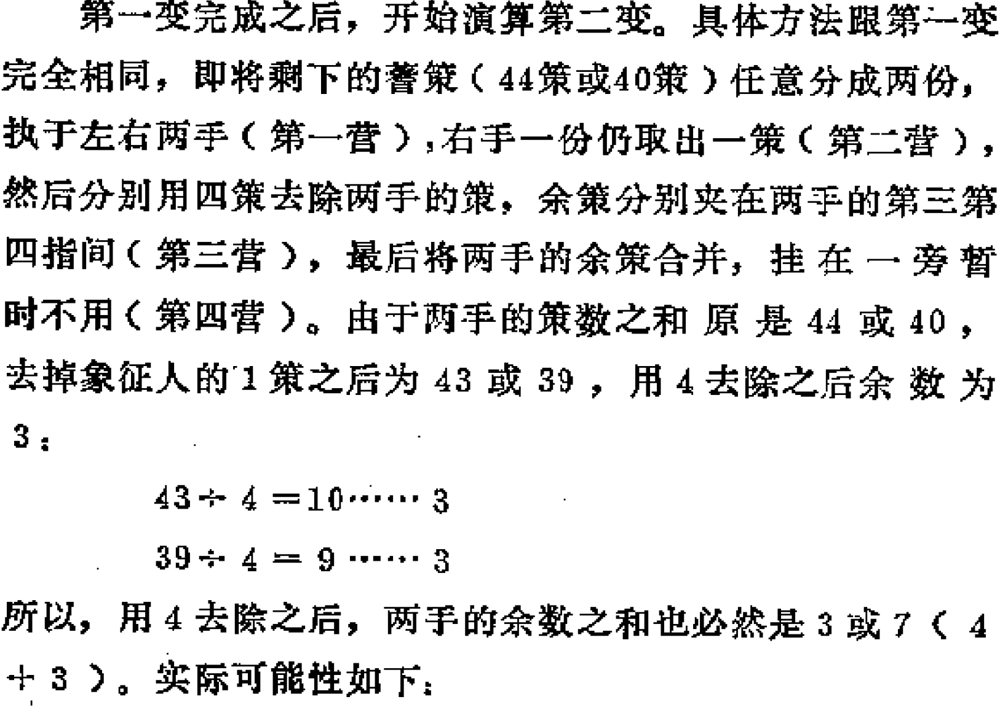 第一变完成之后，开始演算第二变。具体方法跟第一变
完全相同，即将剩下的蓍策（44策或40策）任意分成两份，
执于左右两手（第一营），右手一份仍取出一策（第二营），
然后分别用四策去除两手的策，余策分别夹在两手的第三第
四指间（第三营），最后将两手的余策合并，挂在一旁暂
时不用（第四营）。由于两手的策数之和原是44或40，
去掉象征人的1策之后为43或39，用4去除之后余数为
3：
43÷4＝10……3
39÷4＝9……3
所以，用4去除之后，两手的余数之和也必然是3或7（4
＋3）。实际可能性如下：